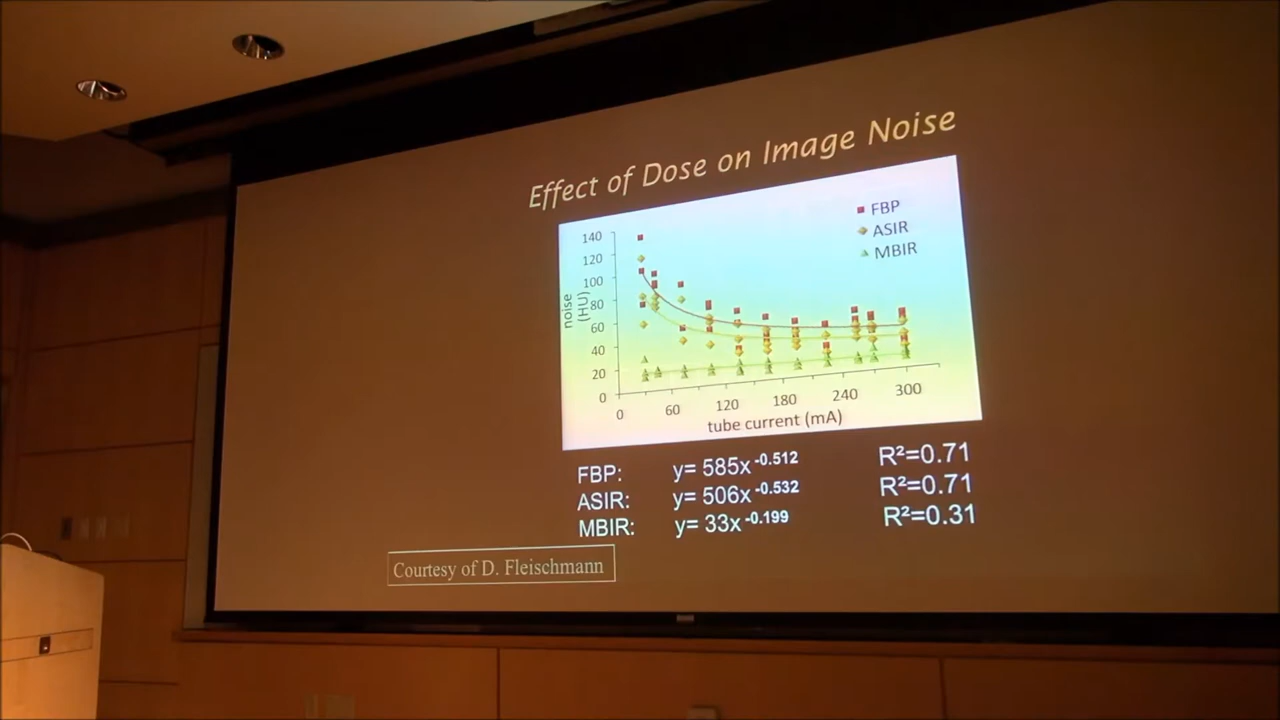 Effect of Dose on Image Noise
FBP
ASIR
MBIR
noise
(HU)
140
120
100
80
60
40
20
0
0 60 120 180 240 300
tube current (mA)
FBP: y= 585x-0.512 R²=0.71
ASIR: y= 506x-0.532 R²=0.71
MBIR: y= 33x-0.199 R²=0.31
Courtesy of D. Fleischmann